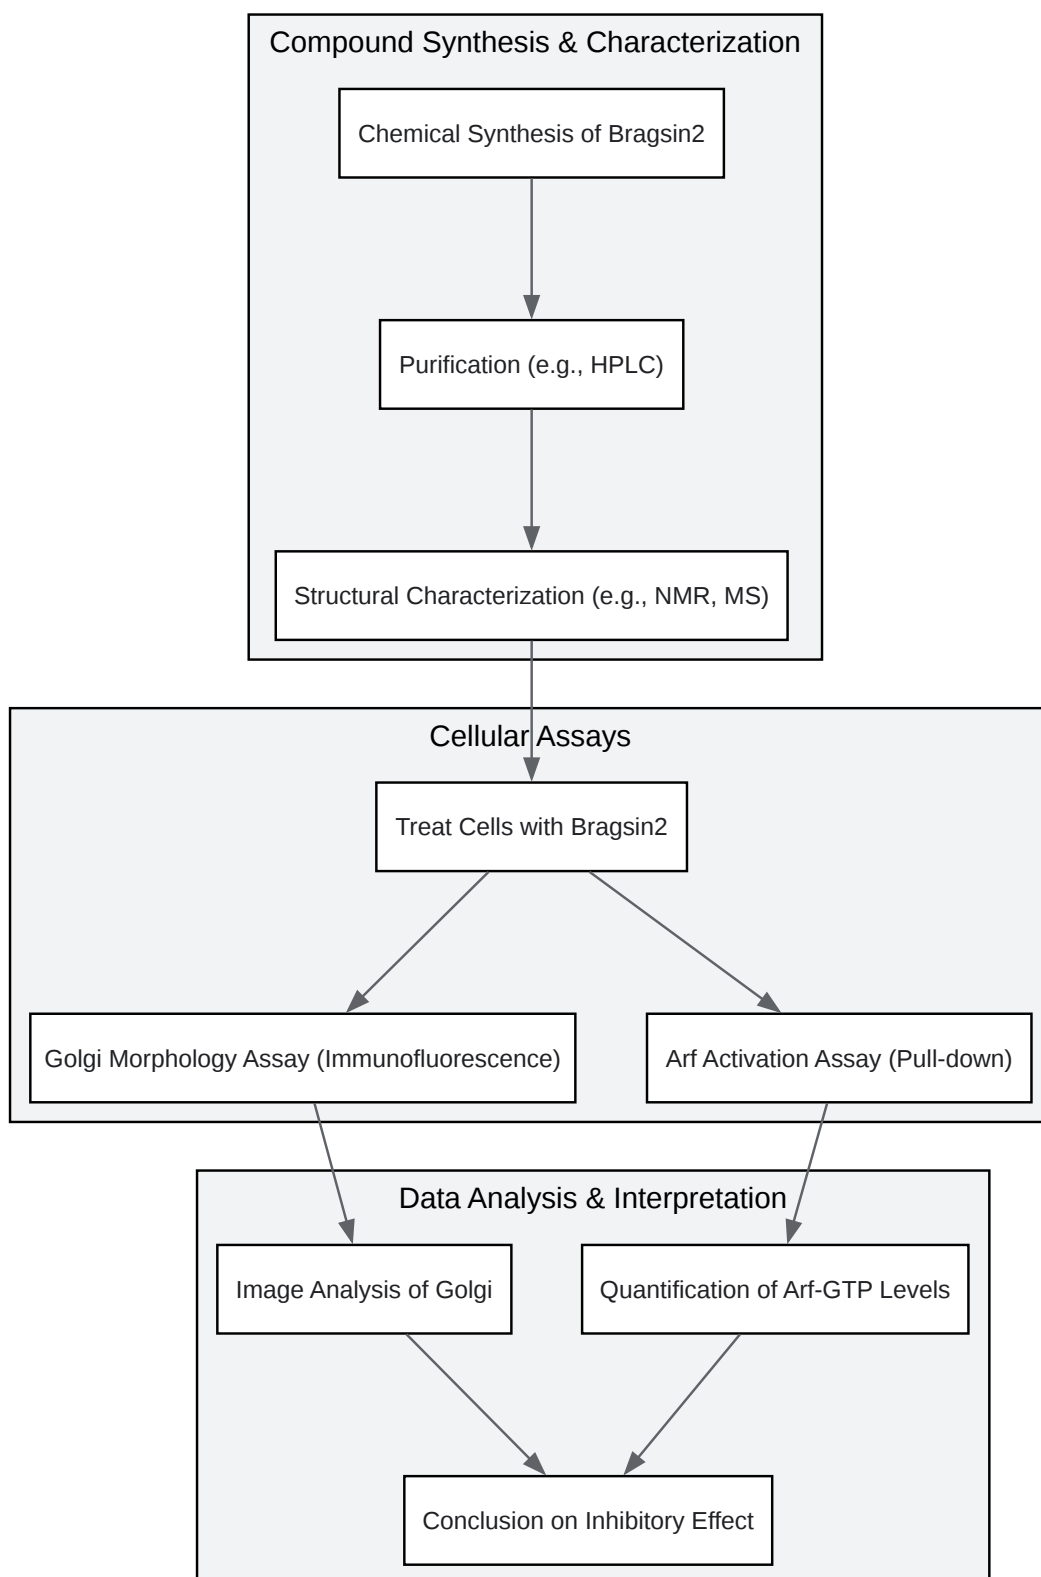 Compound Synthesis & Characterization
Chemical Synthesis of Bragsin2
Purification (e.g., HPLC)
Structural Characterization (e.g., NMR, MS)
Cellular Assays
Treat Cells with Bragsin2
Golgi Morphology Assay (Immunofluorescence)
Arf Activation Assay (Pull-down)
Data Analysis & Interpretation
Image Analysis of Golgi
Quantification of Arf-GTP Levels
Conclusion on Inhibitory Effect